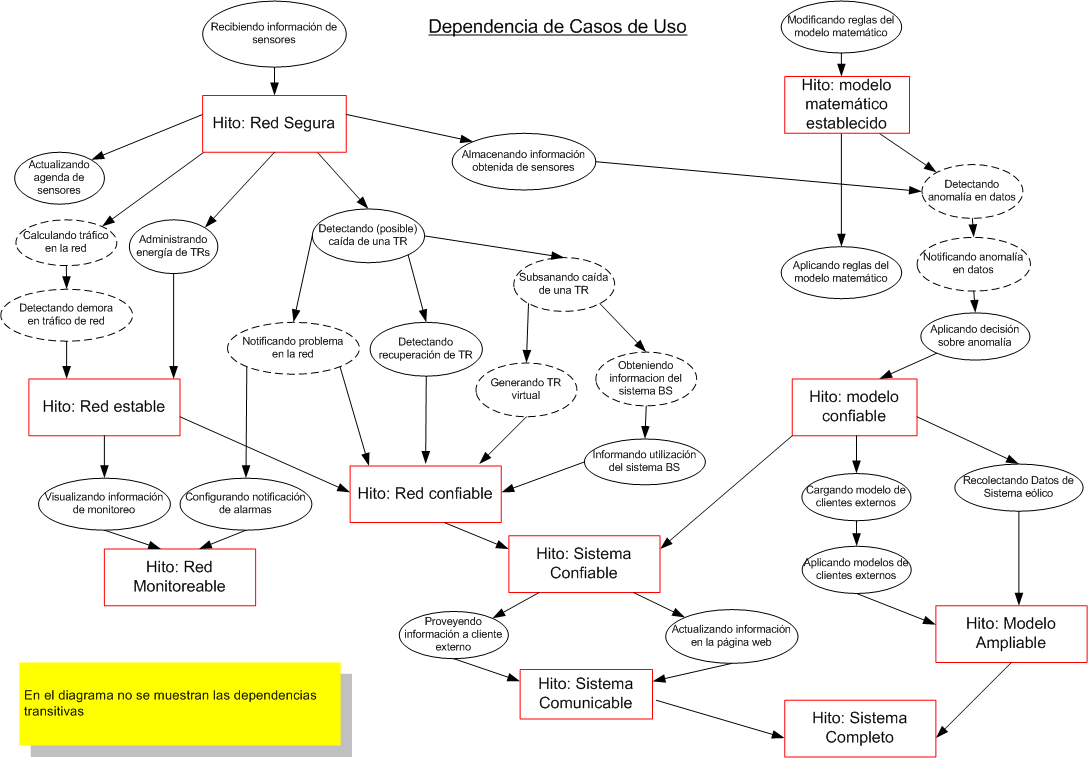 Dependencia de Casos de Uso
Recibiendo información de
sensores
Modificando reglas del
modelo matemático
Hito: Red Segura
Hito: modelo
matemático
establecido
Actualizando
agenda de
sensores
Almacenando información
obtenida de sensores
Detectando
anomalía en datos
Calculando tráfico
en la red
Administrando
energía de TRs
Detectando (posible)
caída de una TR
Subsanando caída
de una TR
Aplicando reglas del
modelo matemático
Notificando anomalía
en datos
Detectando demora
en tráfico de red
Notificando problema
en la red
Detectando
recuperación de TR
Aplicando decisión
sobre anomalía
Generando TR
virtual
Obteniendo
informacion del
sistema BS
Hito: Red estable
Hito: modelo
confiable
Informando utilización
del sistema BS
Visualizando información
de monitoreo
Configurando notificación
de alarmas
Hito: Red confiable
Cargando modelo de
clientes externos
Recolectando Datos de
Sistema eólico
Hito: Red
Monitoreable
Hito: Sistema
Confiable
Aplicando modelos de
clientes externos
Proveyendo
información a cliente
externo
Actualizando información
en la página web
Hito: Modelo
Ampliable
En el diagrama no se muestran las dependencias
transitivas
Hito: Sistema
Comunicable
Hito: Sistema
Completo